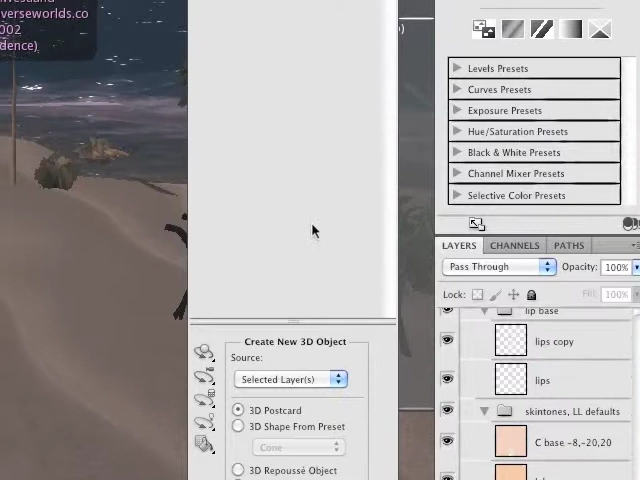 verseworlds.co
002
dence)
Levels Presets
Curves Presets
Exposure Presets
Hue/Saturation Presets
Black & White Presets
Channel Mixer Presets
Selective Color Presets
LAYERS CHANNELS PATHS
Pass Through Opacity: 100%
Lock: Fill: 100%
lip base
lips copy
lips
skintones, LL defaults
C base -8,-20,20
Create New 3D Object
Source:
Selected Layer(s)
3D Postcard
3D Shape From Preset
Cone
3D Repoussé Object